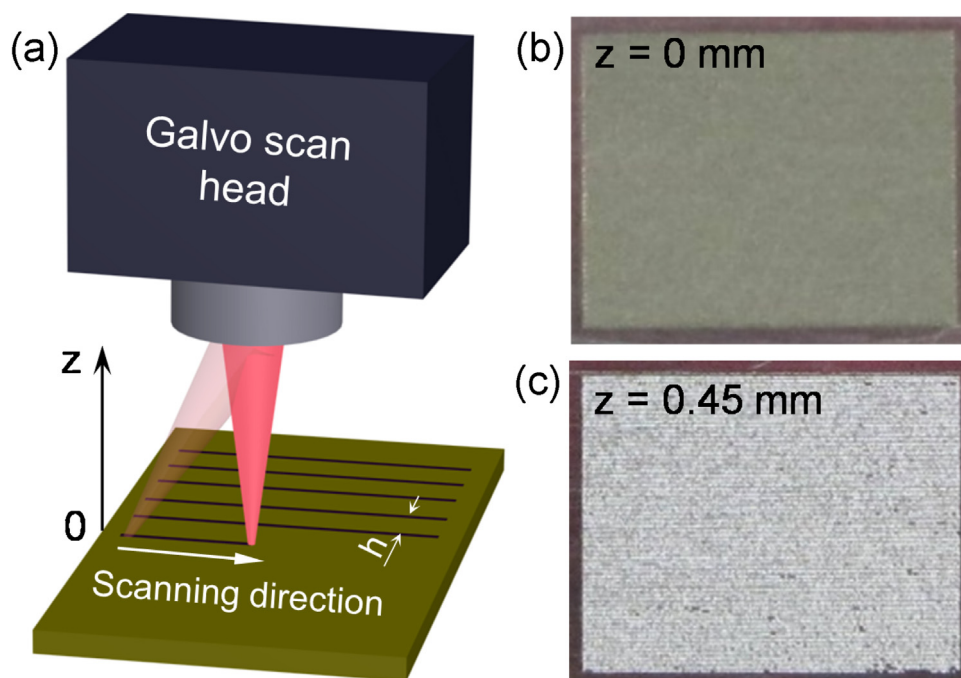 (a)
Galvo scan
head
z
0
h
Scanning direction
(b)
z = 0 mm
(c)
z = 0.45 mm